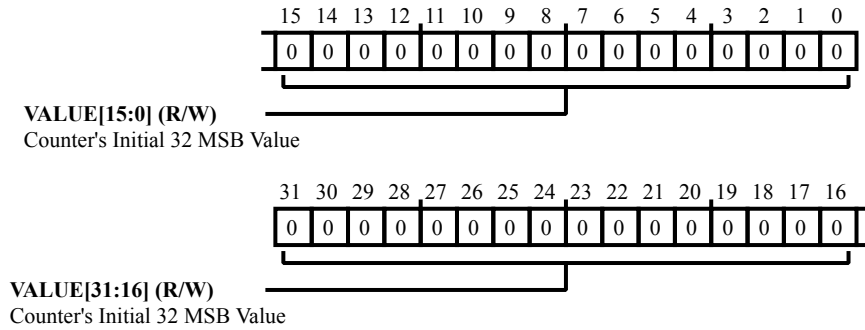 15 14 13 12 11 10 9 8 7 6 5 4 3 2 1 0
0 0 0 0 0 0 0 0 0 0 0 0 0 0 0 0
VALUE[15:0] (R/W)
Counter's Initial 32 MSB Value
31 30 29 28 27 26 25 24 23 22 21 20 19 18 17 16
0 0 0 0 0 0 0 0 0 0 0 0 0 0 0 0
VALUE[31:16] (R/W)
Counter's Initial 32 MSB Value